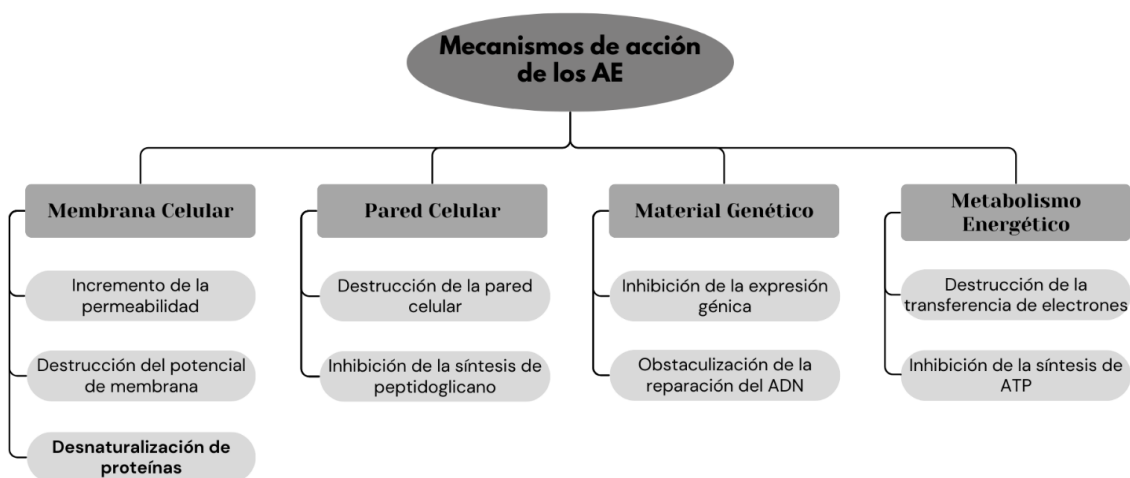 Mecanismos de acción
de los AE
Membrana Celular
Incremento de la
permeabilidad
Destrucción del potencial
de membrana
Desnaturalización de
proteínas
Pared Celular
Destrucción de la pared
celular
Inhibición de la síntesis de
peptidoglicano
Material Genético
Inhibición de la expresión
génica
Obstaculización de la
reparación del ADN
Metabolismo
Energético
Destrucción de la
transferencia de electrones
Inhibición de la síntesis de
ATP